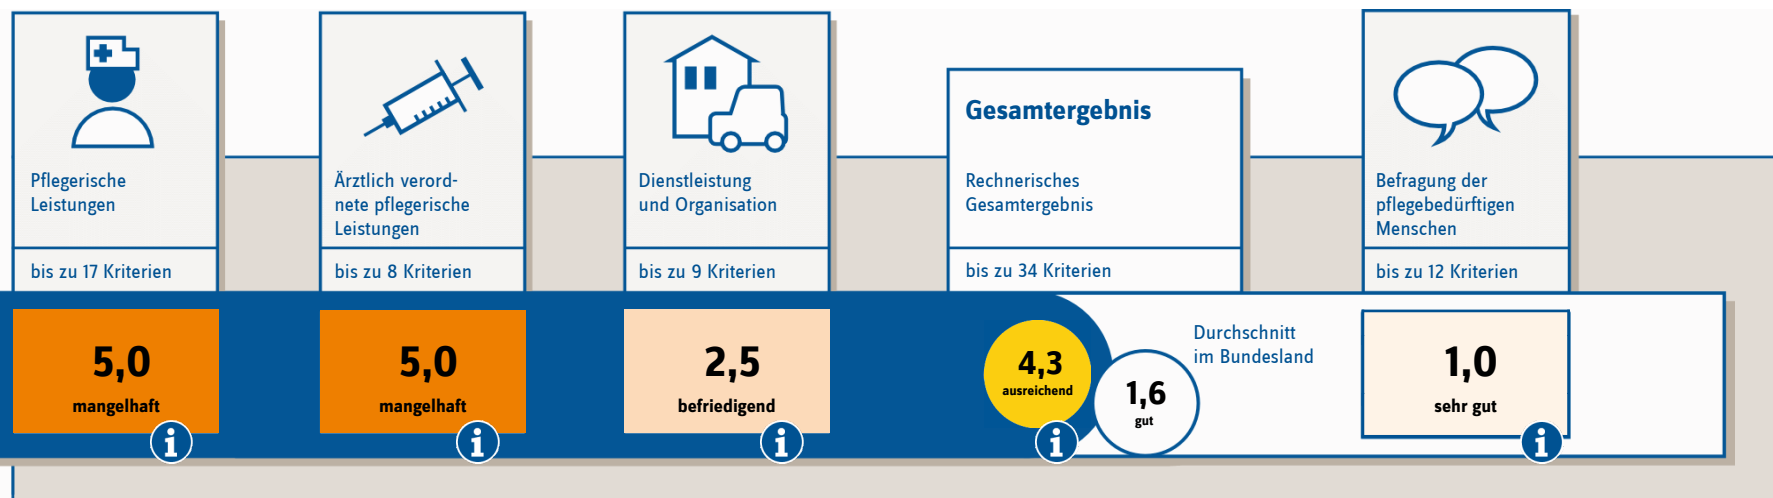 Pflegerische
Leistungen
bis zu 17 Kriterien
5,0
mangelhaft
i
Ärztlich verord-
nete pflegerische
Leistungen
bis zu 8 Kriterien
5,0
mangelhaft
i
Dienstleistung
und Organisation
bis zu 9 Kriterien
2,5
befriedigend
i
Gesamtergebnis
Rechnerisches
Gesamtergebnis
bis zu 34 Kriterien
4,3
ausreichend
i
1,6
gut
Durchschnitt
im Bundesland
Befragung der
pflegebedürftigen
Menschen
bis zu 12 Kriterien
1,0
sehr gut
i